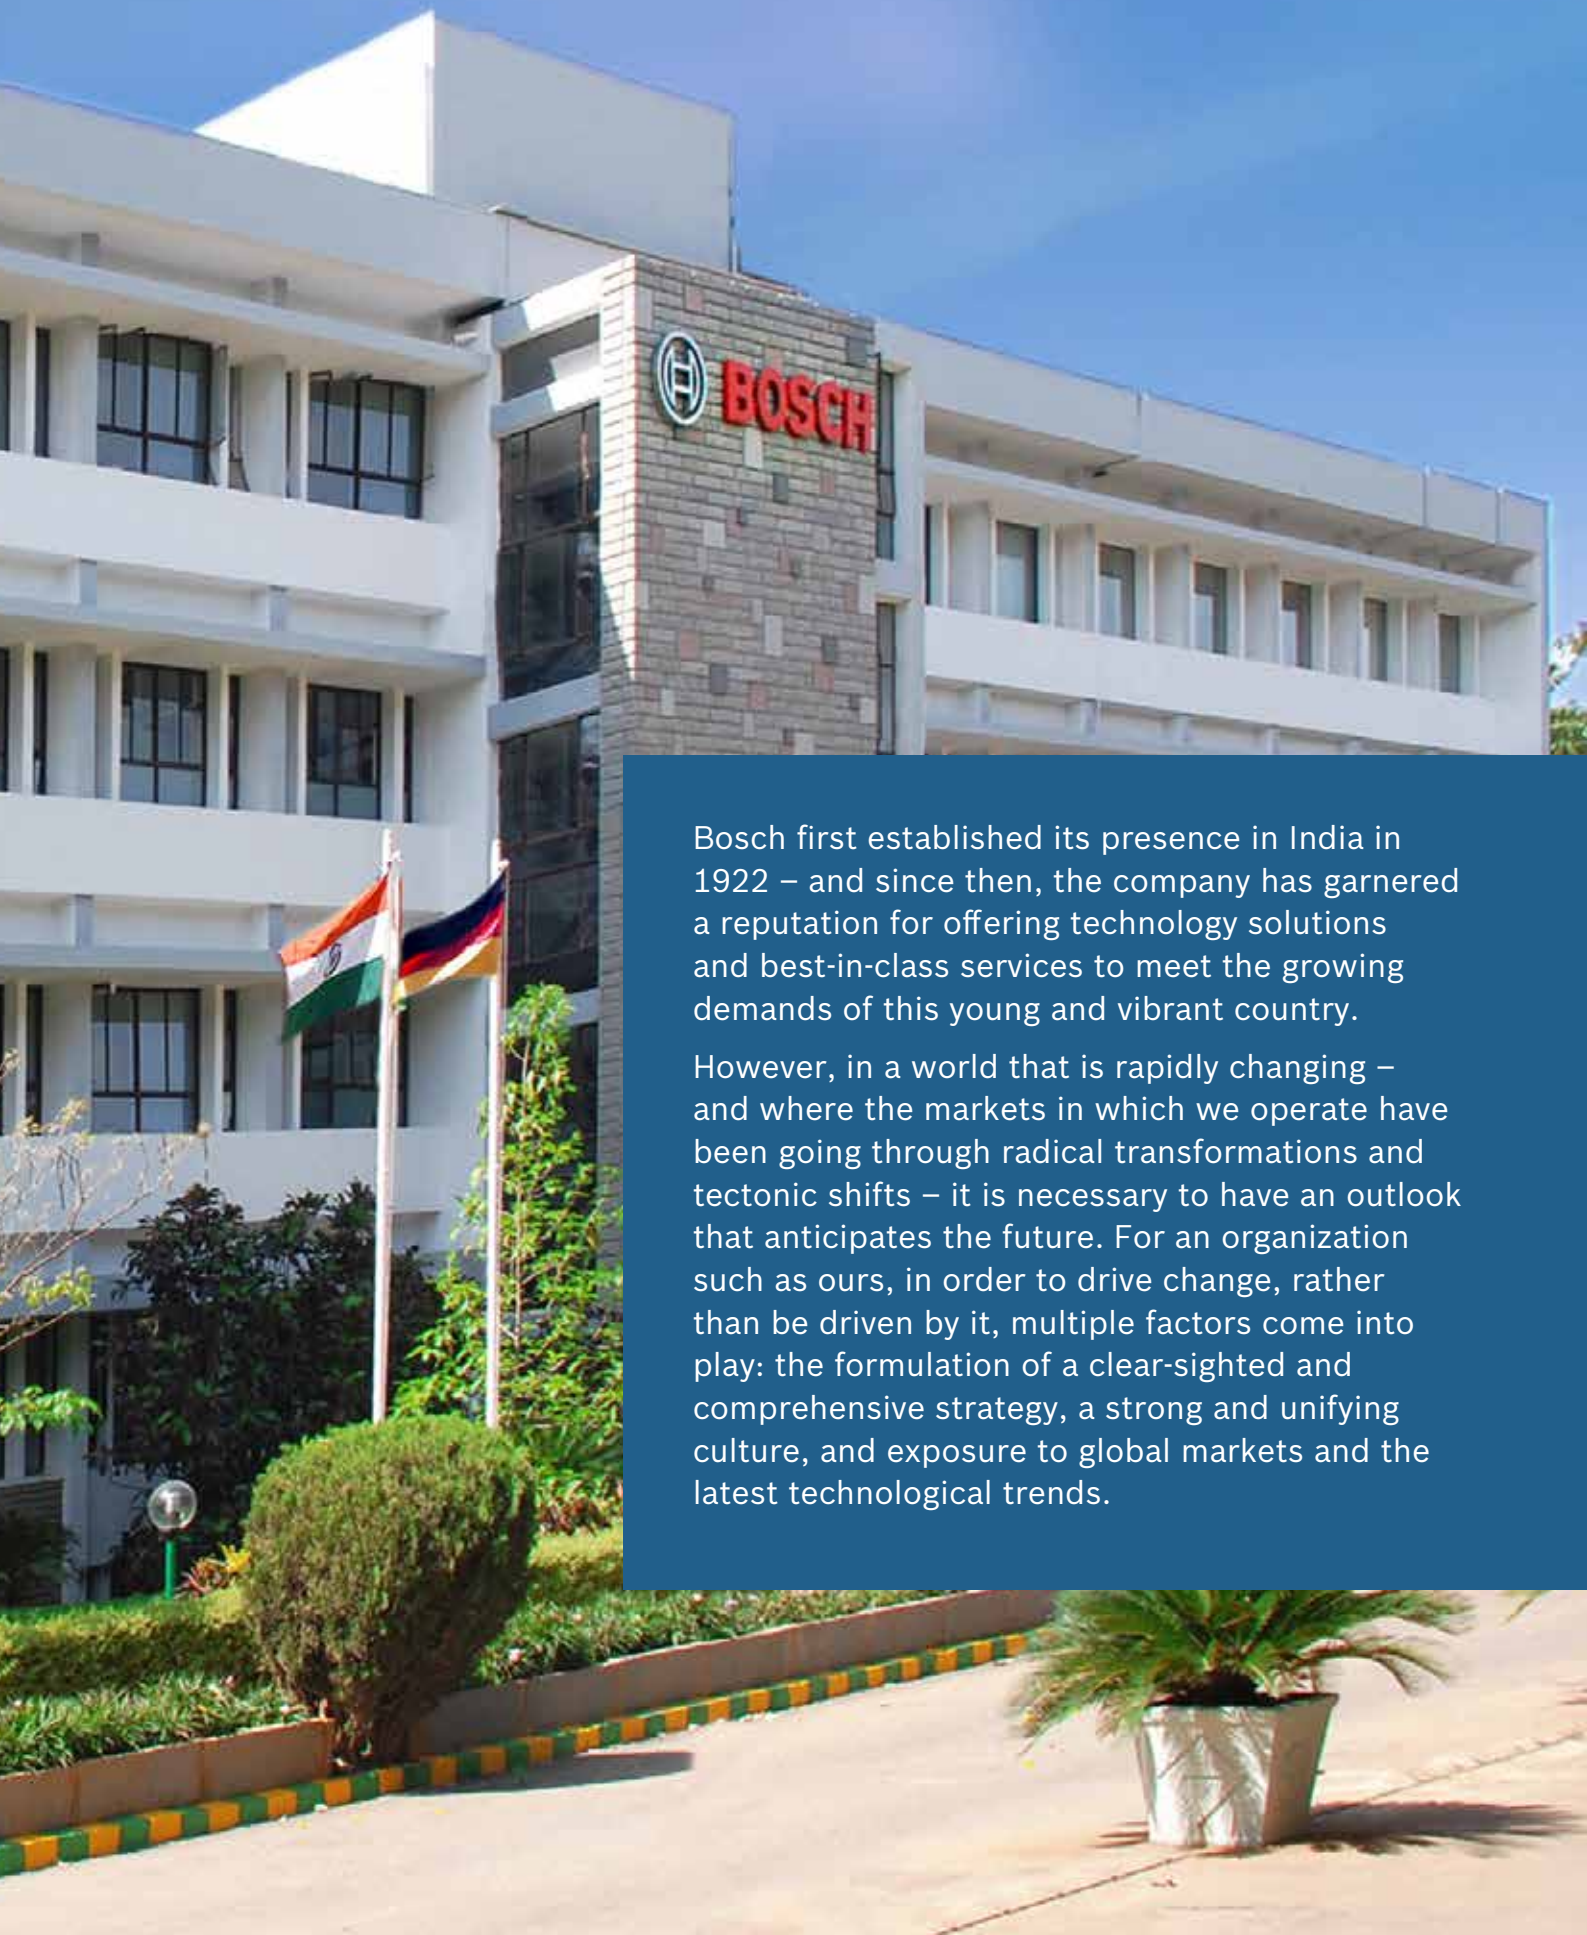 BOSCH
Bosch first established its presence in India in
1922 – and since then, the company has garnered
a reputation for offering technology solutions
and best-in-class services to meet the growing
demands of this young and vibrant country.
However, in a world that is rapidly changing –
and where the markets in which we operate have
been going through radical transformations and
tectonic shifts – it is necessary to have an outlook
that anticipates the future. For an organization
such as ours, in order to drive change, rather
than be driven by it, multiple factors come into
play: the formulation of a clear-sighted and
comprehensive strategy, a strong and unifying
culture, and exposure to global markets and the
latest technological trends.